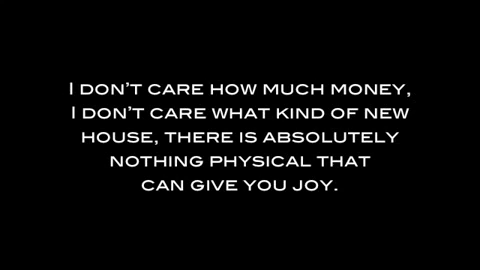 I DON'T CARE HOW MUCH MONEY,
I DON'T CARE WHAT KIND OF NEW
HOUSE, THERE IS ABSOLUTELY
NOTHING PHYSICAL THAT
CAN GIVE YOU JOY.